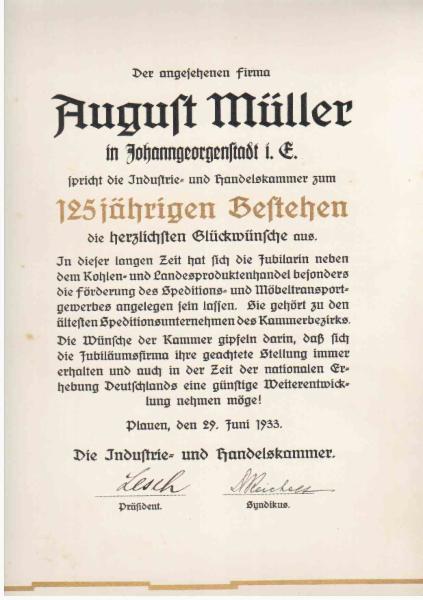 Der angesehenen Firma
August Müller
in Johanngeorgenstadt i. E.
spricht die Industrie- und Handelskammer zum
125jährigen Bestehen
die herzlichsten Glückwünsche aus.
In dieser langen Zeit hat sich die Jubilarin neben
dem Kohlen- und Landesproduktenhandel besonders
die Förderung des Speditions- und Möbeltransport-
gewerbes angelegen sein lassen. Sie gehört zu den
ältesten Speditionsunternehmen des Kammerbezirks.
Die Wünsche der Kammer gipfeln darin, daß sich
die Jubiläumsfirma ihre geachtete Stellung immer
erhalten und auch in der Zeit der nationalen Er-
hebung Deutschlands eine günstige Weiterentwick-
lung nehmen möge!
Plauen, den 29. Juni 1933.
Die Industrie- und Handelskammer.
Lesch
Präsident.
Syndikus.